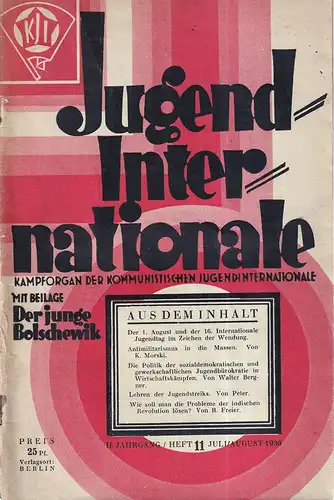 KJI
Jugend-
Inter-
nationale
KAMPFORGAN DER KOMMUNISTISCHEN JUGENDINTERNATIONALE
MIT BEILAGE
Der junge
Bolschewik
AUS DEM INHALT
Der 1. August und der 16. Internationale
Jugendtag im Zeichen der Wendung.
Antimilitarismus in die Massen. Von
K. Morski.
Die Politik der sozialdemokratischen und
gewerkschaftlichen Jugendbürokratie in
Wirtschaftskämpfen. Von Walter Berg-
ner.
Lehren der Jugendstreiks. Von Peter.
Wie soll man die Probleme der indischen
Revolution lösen? Von B. Freier.
PREIS
25 Pf.
Verlagsort:
BERLIN
11 JAHRGANG / HEFT 11 JULI/AUGUST 1930